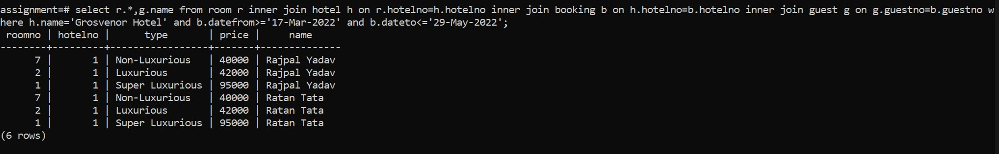 assignment=# select r.*,g.name from room r inner join hotel h on r.hotelno=h.hotelno inner join booking b on h.hotelno=b.hotelno inner join guest g on g.guestno=b.guestno w
here h.name='Grosvenor Hotel' and b.datefrom>='17-Mar-2022' and b.dateto<='29-May-2022';
 roomno | hotelno |      type       | price |     name
--------+---------+-----------------+-------+--------------
      7 |       1 | Non-Luxurious   | 40000 | Rajpal Yadav
      2 |       1 | Luxurious       | 42000 | Rajpal Yadav
      1 |       1 | Super Luxurious | 95000 | Rajpal Yadav
      7 |       1 | Non-Luxurious   | 40000 | Ratan Tata
      2 |       1 | Luxurious       | 42000 | Ratan Tata
      1 |       1 | Super Luxurious | 95000 | Ratan Tata
(6 rows)